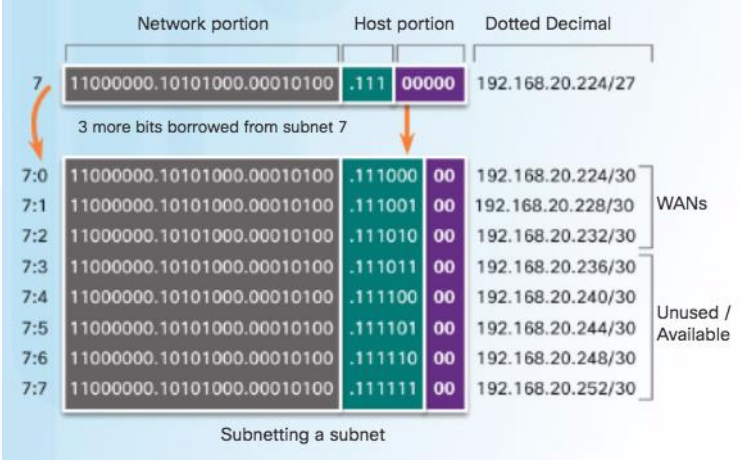 Network portion Host portion Dotted Decimal
7 11000000.10101000.00010100 .111 00000 192.168.20.224/27
3 more bits borrowed from subnet 7
7:0 11000000.10101000.00010100 .111000 00 192.168.20.224/30
7:1 11000000.10101000.00010100 .111001 00 192.168.20.228/30 WANs
7:2 11000000.10101000.00010100 .111010 00 192.168.20.232/30
7:3 11000000.10101000.00010100 .111011 00 192.168.20.236/30
7:4 11000000.10101000.00010100 .111100 00 192.168.20.240/30
7:5 11000000.10101000.00010100 .111101 00 192.168.20.244/30 Unused /
Available
7:6 11000000.10101000.00010100 .111110 00 192.168.20.248/30
7:7 11000000.10101000.00010100 .111111 00 192.168.20.252/30
Subnetting a subnet